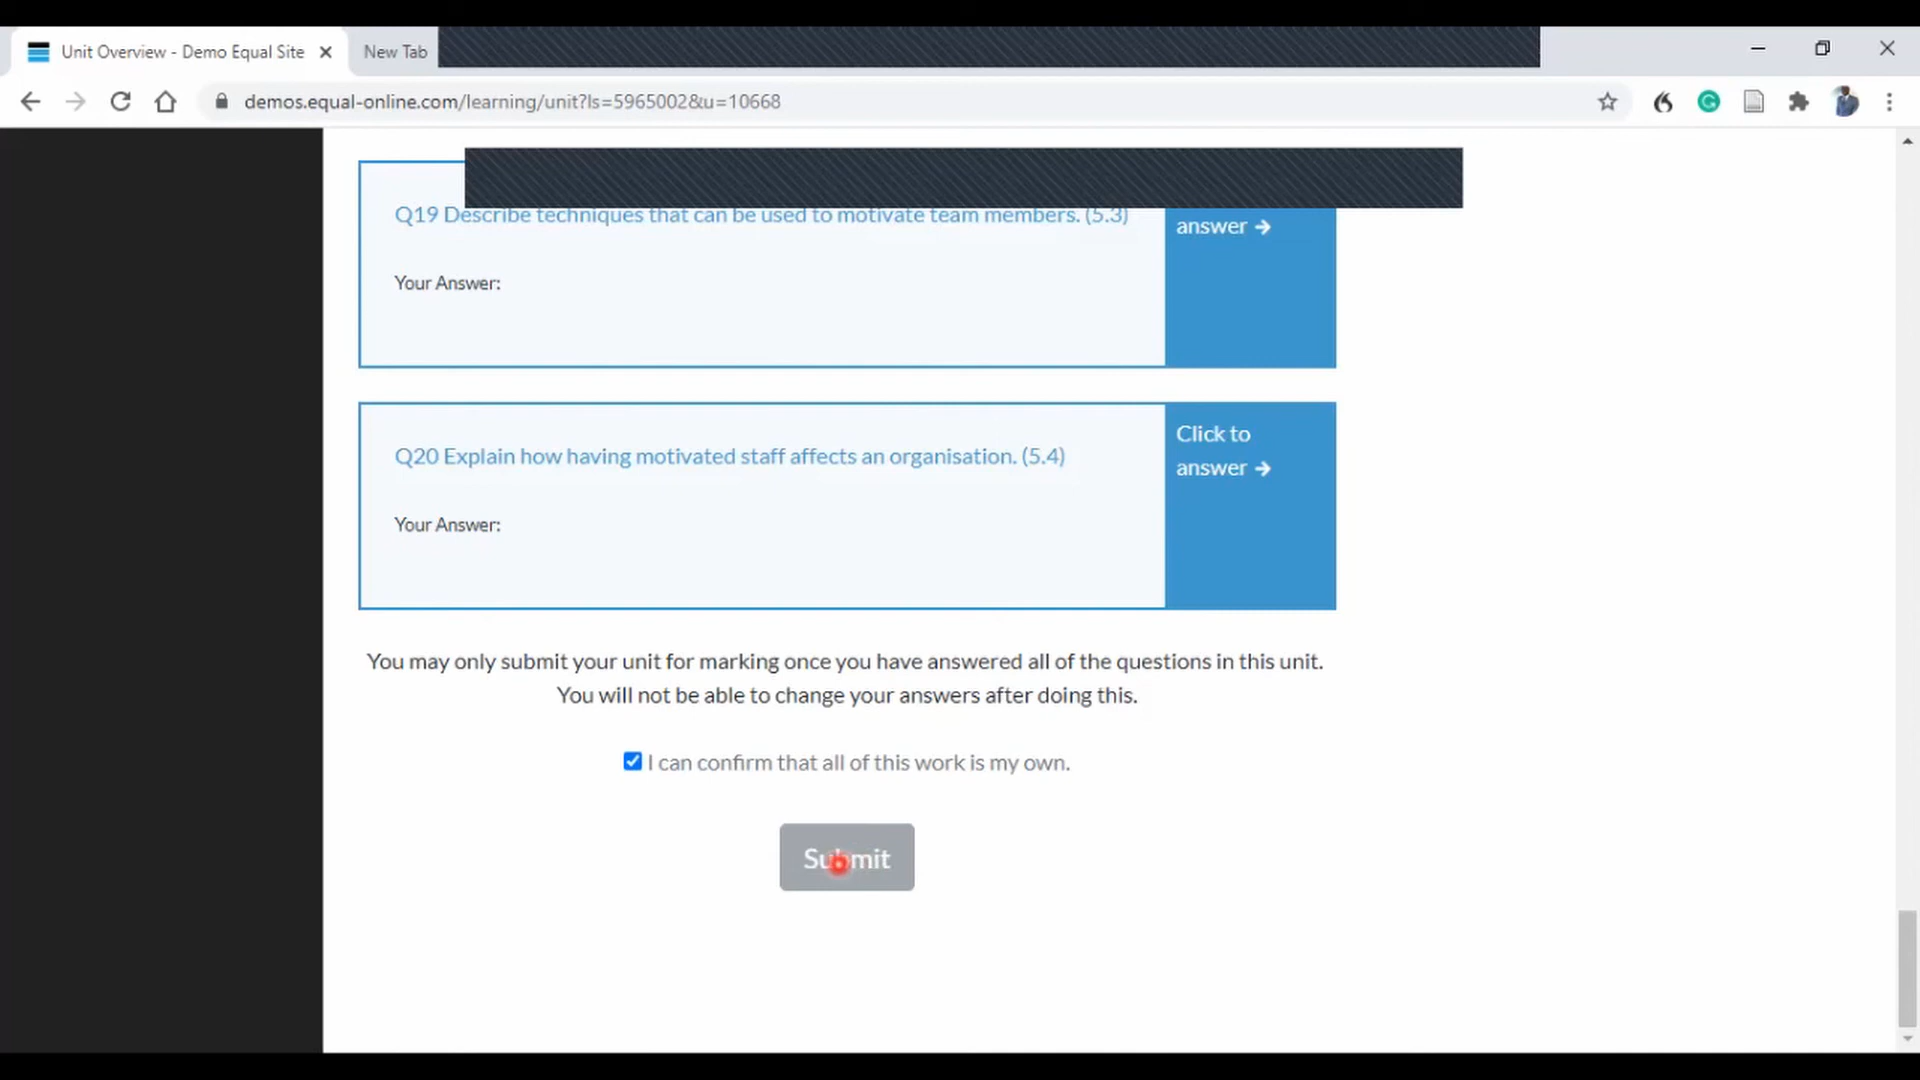 Unit Overview - Demo Equal Site
New Tab
demos.equal-online.com/learning/unit?ls=5965002&u=10668
Q19 Describe techniques that can be used to motivate team members. (5.3)
answer →
Your Answer:
Click to
Q20 Explain how having motivated staff affects an organisation. (5.4)
answer →
Your Answer:
You may only submit your unit for marking once you have answered all of the questions in this unit.
You will not be able to change your answers after doing this.
I can confirm that all of this work is my own.
Submit